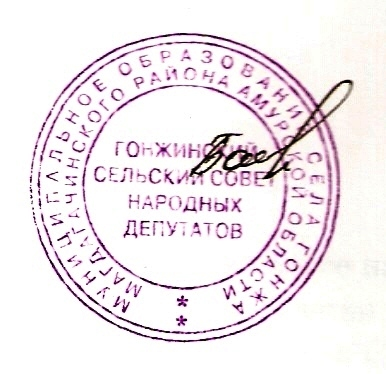 МУНИЦИПАЛЬНОЕ ОБРАЗОВАНИЕ СЕЛА ГОНЖА
МАГДАГАЧИНСКОГО РАЙОНА АМУРСКОЙ ОБЛАСТИ
ГОНЖИНСКИЙ
СЕЛЬСКИЙ СОВЕТ
НАРОДНЫХ
ДЕПУТАТОВ
* *